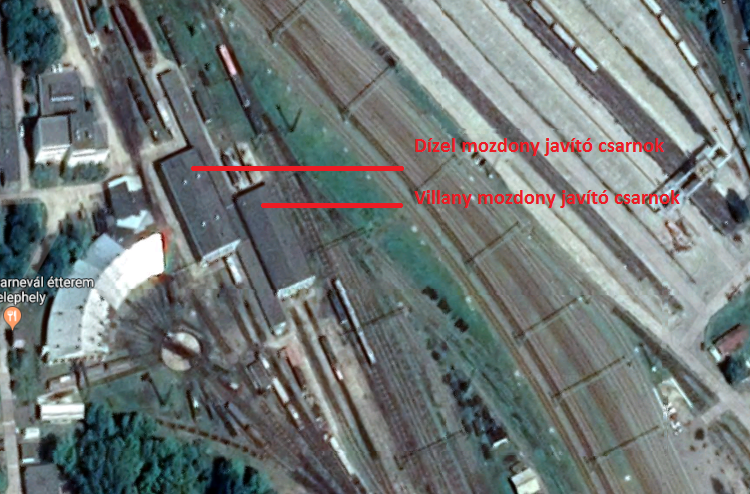 Dízel mozdony javító csarnok
Villany mozdony javító csarnok
arnevál étterem
elephely